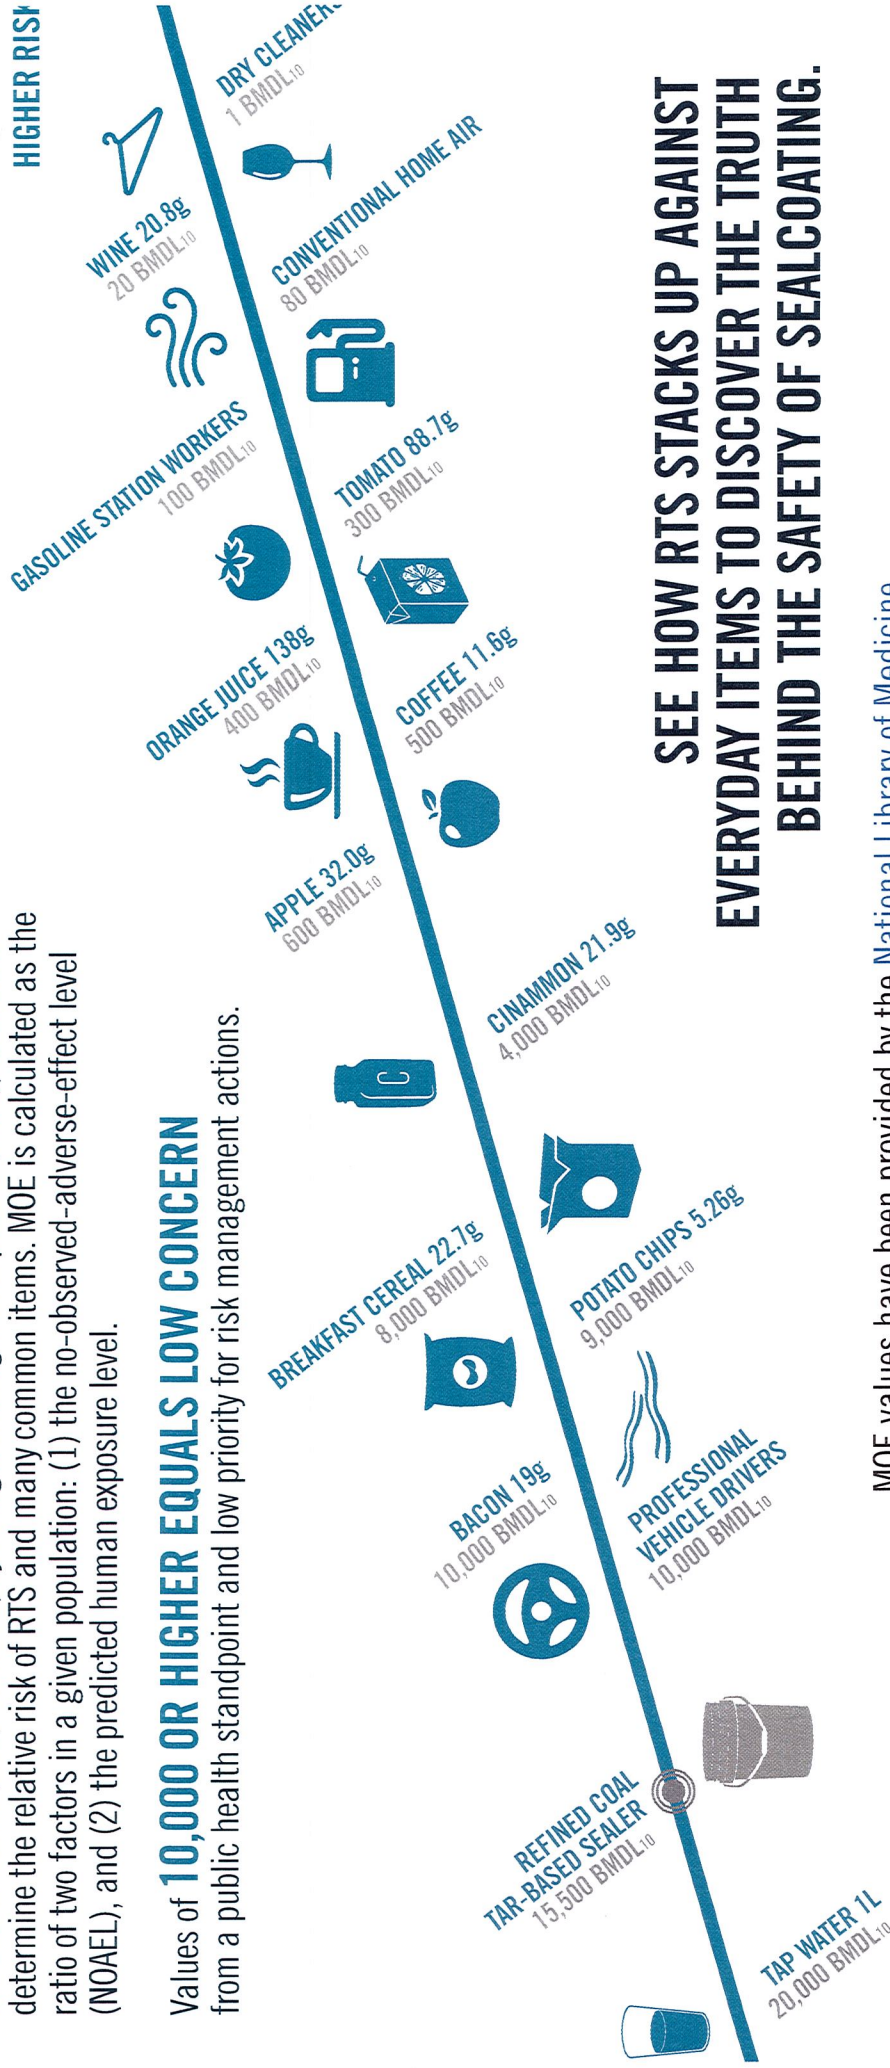 determine the relative risk of RTS and many common items. MOE is calculated as the
ratio of two factors in a given population: (1) the no-observed-adverse-effect level
(NOAEL), and (2) the predicted human exposure level.
Values of 10,000 OR HIGHER EQUALS LOW CONCERN
from a public health standpoint and low priority for risk management actions.
HIGHER RISK
DRY CLEANERS
1 BMDL10
WINE 20.8g
20 BMDL10
CONVENTIONAL HOME AIR
80 BMDL10
GASOLINE STATION WORKERS
100 BMDL10
TOMATO 88.7g
300 BMDL10
ORANGE JUICE 138g
400 BMDL10
COFFEE 11.6g
500 BMDL10
APPLE 32.0g
600 BMDL10
CINAMMON 21.9g
4,000 BMDL10
C
BREAKFAST CEREAL 22.7g
8,000 BMDL10
POTATO CHIPS 5.26g
9,000 BMDL10
BACON 19g
10,000 BMDL10
PROFESSIONAL
VEHICLE DRIVERS
10,000 BMDL10
REFINED COAL
TAR-BASED SEALER
15,500 BMDL10
TAP WATER 1L
20,000 BMDL10
SEE HOW RTS STACKS UP AGAINST
EVERYDAY ITEMS TO DISCOVER THE TRUTH
BEHIND THE SAFETY OF SEALCOATING.
MOE values have been provided by the National Library of Medicine